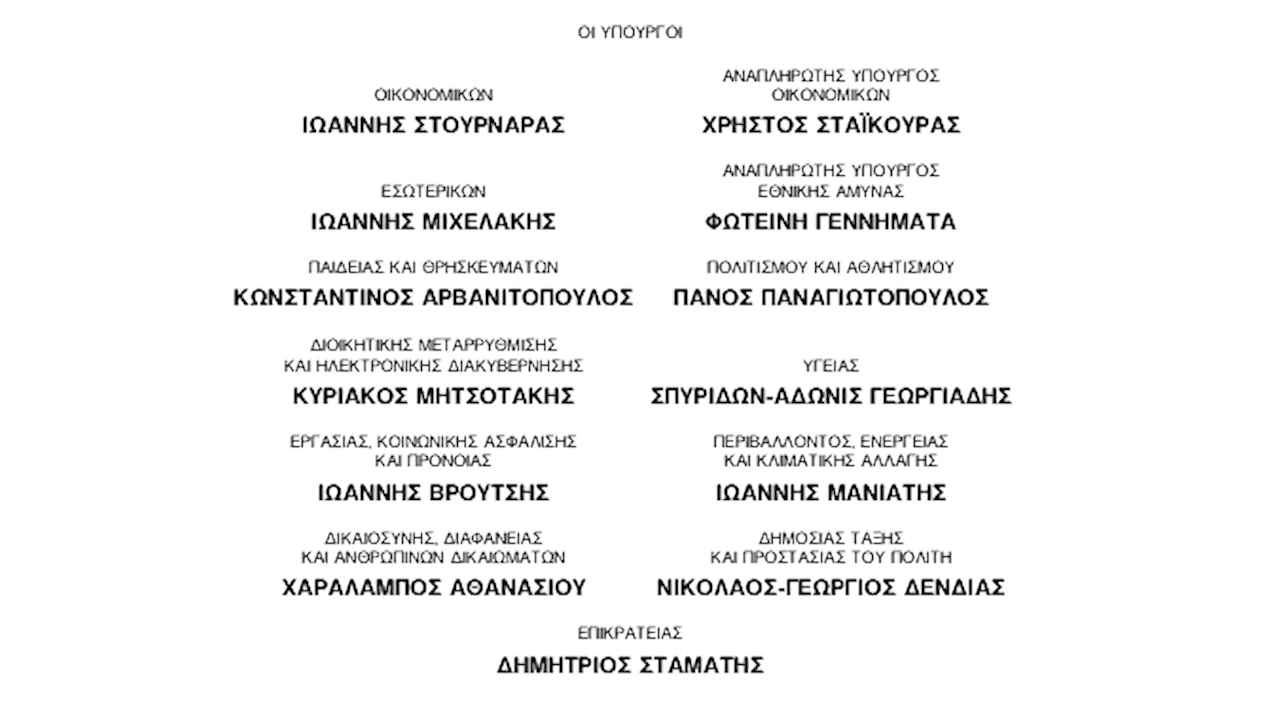 ΟΙ ΥΠΟΥΡΓΟΙ
ΟΙΚΟΝΟΜΙΚΩΝ
ΙΩΑΝΝΗΣ ΣΤΟΥΡΝΑΡΑΣ
ΑΝΑΠΛΗΡΩΤΗΣ ΥΠΟΥΡΓΟΣ
ΟΙΚΟΝΟΜΙΚΩΝ
ΧΡΗΣΤΟΣ ΣΤΑΪΚΟΥΡΑΣ
ΕΣΩΤΕΡΙΚΩΝ
ΙΩΑΝΝΗΣ ΜΙΧΕΛΑΚΗΣ
ΑΝΑΠΛΗΡΩΤΗΣ ΥΠΟΥΡΓΟΣ
ΕΘΝΙΚΗΣ ΑΜΥΝΑΣ
ΦΩΤΕΙΝΗ ΓΕΝΝΗΜΑΤΑ
ΠΑΙΔΕΙΑΣ ΚΑΙ ΘΡΗΣΚΕΥΜΑΤΩΝ
ΚΩΝΣΤΑΝΤΙΝΟΣ ΑΡΒΑΝΙΤΟΠΟΥΛΟΣ
ΠΟΛΙΤΙΣΜΟΥ ΚΑΙ ΑΘΛΗΤΙΣΜΟΥ
ΠΑΝΟΣ ΠΑΝΑΓΙΩΤΟΠΟΥΛΟΣ
ΔΙΟΙΚΗΤΙΚΗΣ ΜΕΤΑΡΡΥΘΜΙΣΗΣ
ΚΑΙ ΗΛΕΚΤΡΟΝΙΚΗΣ ΔΙΑΚΥΒΕΡΝΗΣΗΣ
ΚΥΡΙΑΚΟΣ ΜΗΤΣΟΤΑΚΗΣ
ΥΓΕΙΑΣ
ΣΠΥΡΙΔΩΝ-ΑΔΩΝΙΣ ΓΕΩΡΓΙΑΔΗΣ
ΕΡΓΑΣΙΑΣ, ΚΟΙΝΩΝΙΚΗΣ ΑΣΦΑΛΙΣΗΣ
ΚΑΙ ΠΡΟΝΟΙΑΣ
ΙΩΑΝΝΗΣ ΒΡΟΥΤΣΗΣ
ΠΕΡΙΒΑΛΛΟΝΤΟΣ, ΕΝΕΡΓΕΙΑΣ
ΚΑΙ ΚΛΙΜΑΤΙΚΗΣ ΑΛΛΑΓΗΣ
ΙΩΑΝΝΗΣ ΜΑΝΙΑΤΗΣ
ΔΙΚΑΙΟΣΥΝΗΣ, ΔΙΑΦΑΝΕΙΑΣ
ΚΑΙ ΑΝΘΡΩΠΙΝΩΝ ΔΙΚΑΙΩΜΑΤΩΝ
ΧΑΡΑΛΑΜΠΟΣ ΑΘΑΝΑΣΙΟΥ
ΔΗΜΟΣΙΑΣ ΤΑΞΗΣ
ΚΑΙ ΠΡΟΣΤΑΣΙΑΣ ΤΟΥ ΠΟΛΙΤΗ
ΝΙΚΟΛΑΟΣ-ΓΕΩΡΓΙΟΣ ΔΕΝΔΙΑΣ
ΕΠΙΚΡΑΤΕΙΑΣ
ΔΗΜΗΤΡΙΟΣ ΣΤΑΜΑΤΗΣ